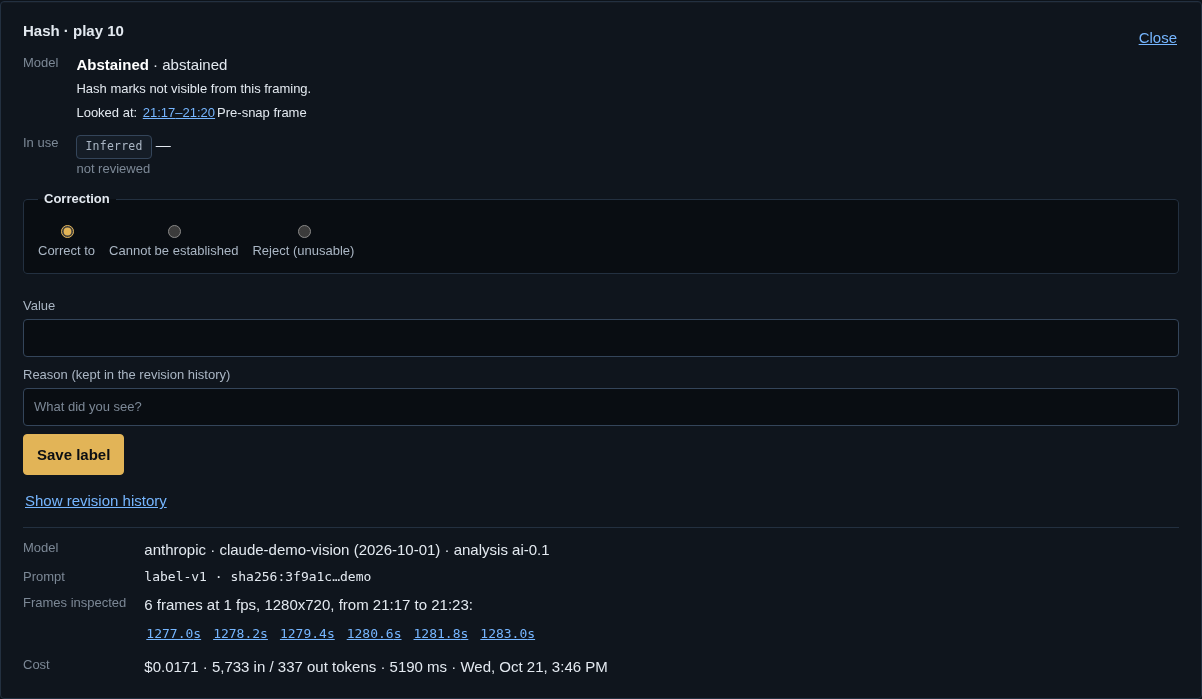 Hash · play 10
Close
Model
Abstained · abstained
Hash marks not visible from this framing.
Looked at: 21:17–21:20 Pre-snap frame
In use
Inferred —
not reviewed
Correction
Correct to
Cannot be established
Reject (unusable)
Value
Reason (kept in the revision history)
What did you see?
Save label
Show revision history
Model
anthropic · claude-demo-vision (2026-10-01) · analysis ai-0.1
Prompt
label-v1 · sha256:3f9a1c…demo
Frames inspected
6 frames at 1 fps, 1280x720, from 21:17 to 21:23:
1277.0s 1278.2s 1279.4s 1280.6s 1281.8s 1283.0s
Cost
$0.0171 · 5,733 in / 337 out tokens · 5190 ms · Wed, Oct 21, 3:46 PM